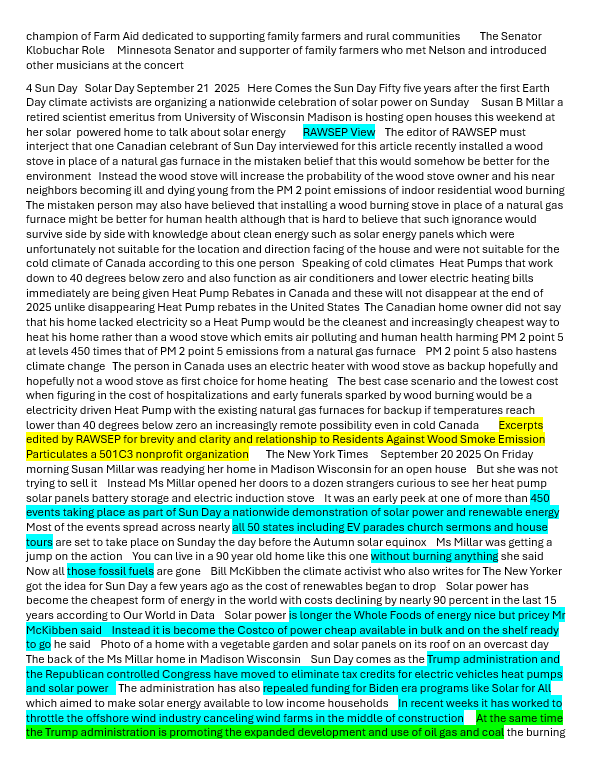 champion of Farm Aid dedicated to supporting family farmers and rural communities The Senator
Klobuchar Role Minnesota Senator and supporter of family farmers who met Nelson and introduced
other musicians at the concert
4 Sun Day Solar Day September 21 2025 Here Comes the Sun Day Fifty five years after the first Earth
Day climate activists are organizing a nationwide celebration of solar power on Sunday Susan B Millar a
retired scientist emeritus from University of Wisconsin Madison is hosting open houses this weekend at
her solar powered home to talk about solar energy RAWSEP View The editor of RAWSEP must
interject that one Canadian celebrant of Sun Day interviewed for this article recently installed a wood
stove in place of a natural gas furnace in the mistaken belief that this would somehow be better for the
environment Instead the wood stove will increase the probability of the wood stove owner and his near
neighbors becoming ill and dying young from the PM 2 point emissions of indoor residential wood burning
The mistaken person may also have believed that installing a wood burning stove in place of a natural gas
furnace might be better for human health although that is hard to believe that such ignorance would
survive side by side with knowledge about clean energy such as solar energy panels which were
unfortunately not suitable for the location and direction facing of the house and were not suitable for the
cold climate of Canada according to this one person Speaking of cold climates Heat Pumps that work
down to 40 degrees below zero and also function as air conditioners and lower electric heating bills
immediately are being given Heat Pump Rebates in Canada and these will not disappear at the end of
2025 unlike disappearing Heat Pump rebates in the United States The Canadian home owner did not say
that his home lacked electricity so a Heat Pump would be the cleanest and increasingly cheapest way to
heat his home rather than a wood stove which emits air polluting and human health harming PM 2 point 5
at levels 450 times that of PM 2 point 5 emissions from a natural gas furnace PM 2 point 5 also hastens
climate change The person in Canada uses an electric heater with wood stove as backup hopefully and
hopefully not a wood stove as first choice for home heating The best case scenario and the lowest cost
when figuring in the cost of hospitalizations and early funerals sparked by wood burning would be a
electricity driven Heat Pump with the existing natural gas furnaces for backup if temperatures reach
lower than 40 degrees below zero an increasingly remote possibility even in cold Canada Excerpts
edited by RAWSEP for brevity and clarity and relationship to Residents Against Wood Smoke Emission
Particulates a 501C3 nonprofit organization The New York Times September 20 2025 On Friday
morning Susan Millar was readying her home in Madison Wisconsin for an open house But she was not
trying to sell it Instead Ms Millar opened her doors to a dozen strangers curious to see her heat pump
solar panels battery storage and electric induction stove It was an early peek at one of more than 450
events taking place as part of Sun Day a nationwide demonstration of solar power and renewable energy
Most of the events spread across nearly all 50 states including EV parades church sermons and house
tours are set to take place on Sunday the day before the Autumn solar equinox Ms Millar was getting a
jump on the action You can live in a 90 year old home like this one without burning anything she said
Now all those fossil fuels are gone Bill McKibben the climate activist who also writes for The New Yorker
got the idea for Sun Day a few years ago as the cost of renewables began to drop Solar power has
become the cheapest form of energy in the world with costs declining by nearly 90 percent in the last 15
years according to Our World in Data Solar power is longer the Whole Foods of energy nice but pricey Mr
McKibben said Instead it is become the Costco of power cheap available in bulk and on the shelf ready
to go he said Photo of a home with a vegetable garden and solar panels on its roof on an overcast day
The back of the Ms Millar home in Madison Wisconsin Sun Day comes as the Trump administration and
the Republican controlled Congress have moved to eliminate tax credits for electric vehicles heat pumps
and solar power The administration has also repealed funding for Biden era programs like Solar for All
which aimed to make solar energy available to low income households In recent weeks it has worked to
throttle the offshore wind industry canceling wind farms in the middle of construction At the same time
the Trump administration is promoting the expanded development and use of oil gas and coal the burning